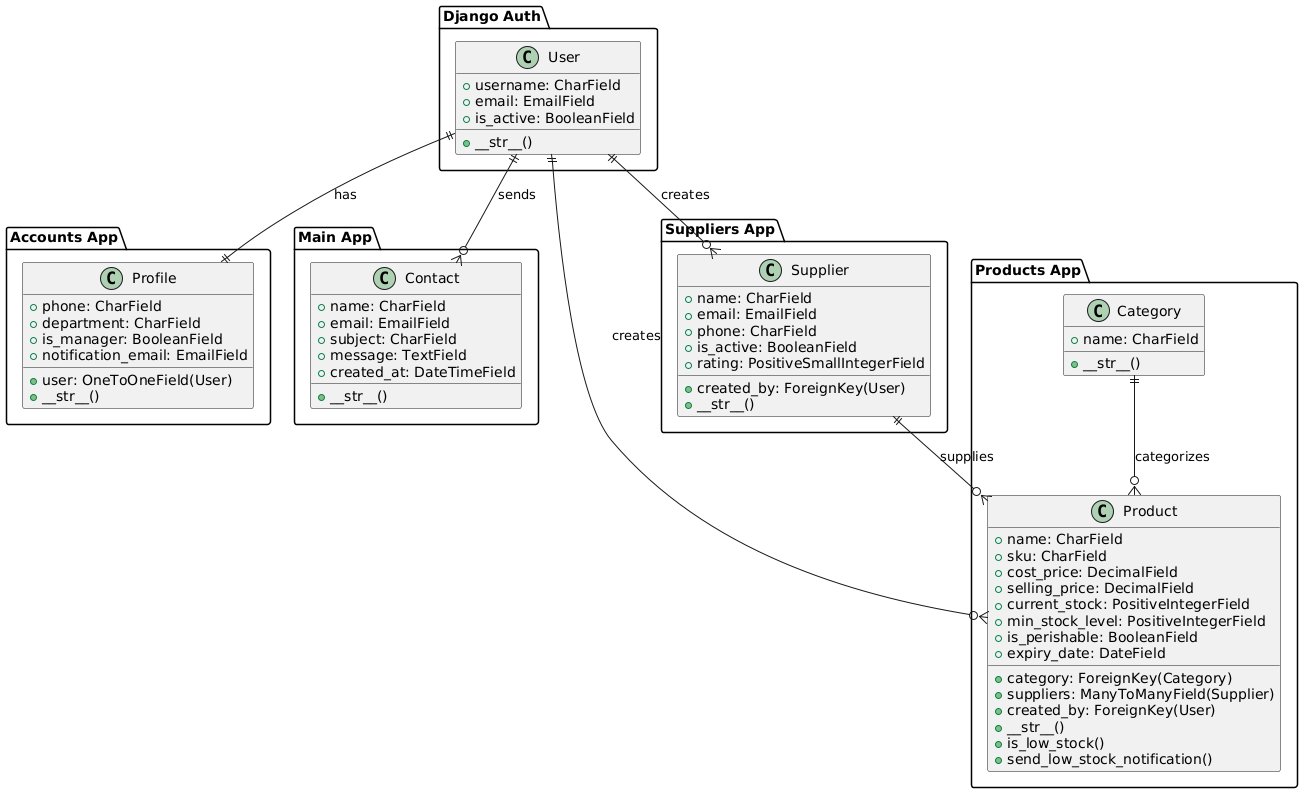 Django Auth
C User
username: CharField
email: EmailField
is_active: BooleanField
__str__()
has
sends
creates
creates
Accounts App
C Profile
phone: CharField
department: CharField
is_manager: BooleanField
notification_email: EmailField
user: OneToOneField(User)
__str__()
Main App
C Contact
name: CharField
email: EmailField
subject: CharField
message: TextField
created_at: DateTimeField
__str__()
Suppliers App
C Supplier
name: CharField
email: EmailField
phone: CharField
is_active: BooleanField
rating: PositiveSmallIntegerField
created_by: ForeignKey(User)
__str__()
supplies
Products App
C Category
name: CharField
__str__()
categorizes
C Product
name: CharField
sku: CharField
cost_price: DecimalField
selling_price: DecimalField
current_stock: PositiveIntegerField
min_stock_level: PositiveIntegerField
is_perishable: BooleanField
expiry_date: DateField
category: ForeignKey(Category)
suppliers: ManyToManyField(Supplier)
created_by: ForeignKey(User)
__str__()
is_low_stock()
send_low_stock_notification()